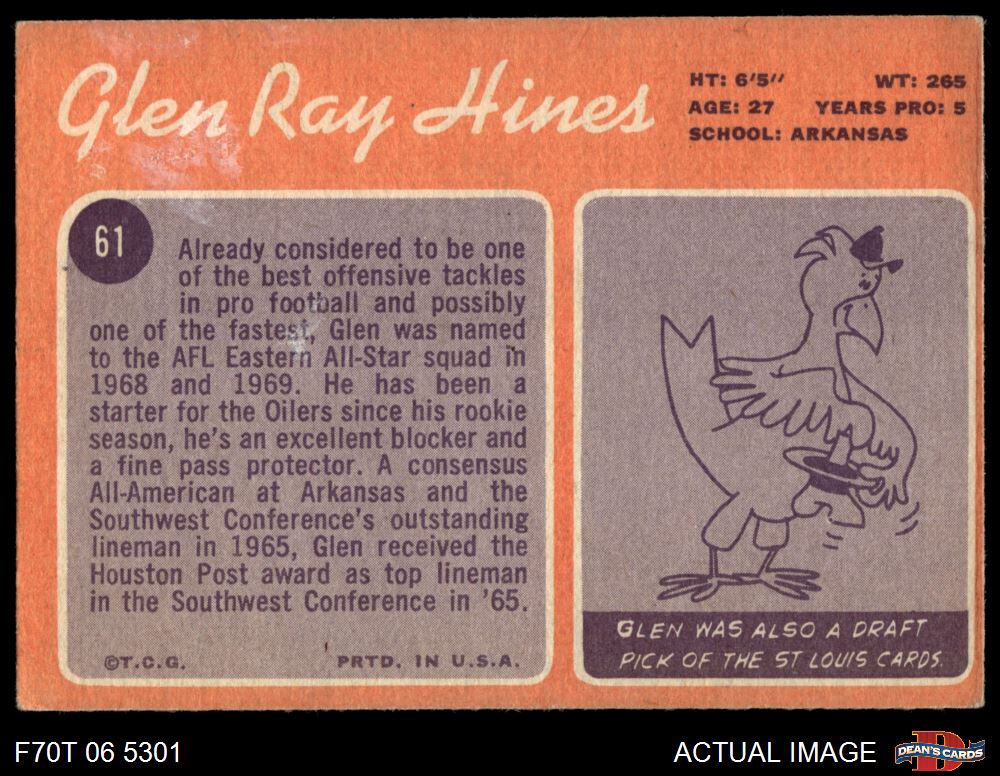 Glen Ray Hines
HT: 6'5" WT: 265
AGE: 27 YEARS PRO: 5
SCHOOL: ARKANSAS
61
Already considered to be one
of the best offensive tackles
in pro football and possibly
one of the fastest, Glen was named
to the AFL Eastern All-Star squad in
1968 and 1969. He has been a
starter for the Oilers since his rookie
season, he's an excellent blocker and
a fine pass protector. A consensus
All-American at Arkansas and the
Southwest Conference's outstanding
lineman in 1965, Glen received the
Houston Post award as top lineman
in the Southwest Conference in '65.
©T.C.G. PRTD. IN U.S.A.
GLEN WAS ALSO A DRAFT
PICK OF THE ST LOUIS CARDS.
F70T 06 5301
ACTUAL IMAGE
D
DEAN'S CARDS